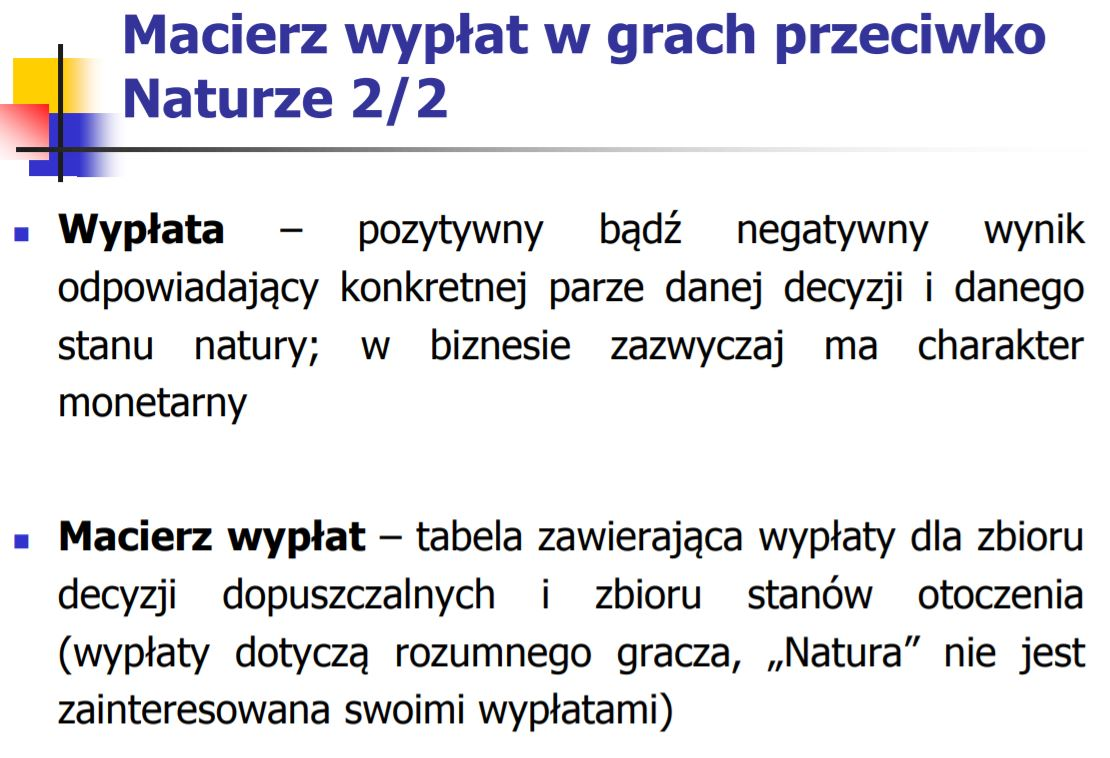 Macierz wypłat w grach przeciwko
Naturze 2/2
Wypłata – pozytywny bądź negatywny wynik
odpowiadający konkretnej parze danej decyzji i danego
stanu natury; w biznesie zazwyczaj ma charakter
monetarny
Macierz wypłat – tabela zawierająca wypłaty dla zbioru
decyzji dopuszczalnych i zbioru stanów otoczenia
(wypłaty dotyczą rozumnego gracza, „Natura” nie jest
zainteresowana swoimi wypłatami)